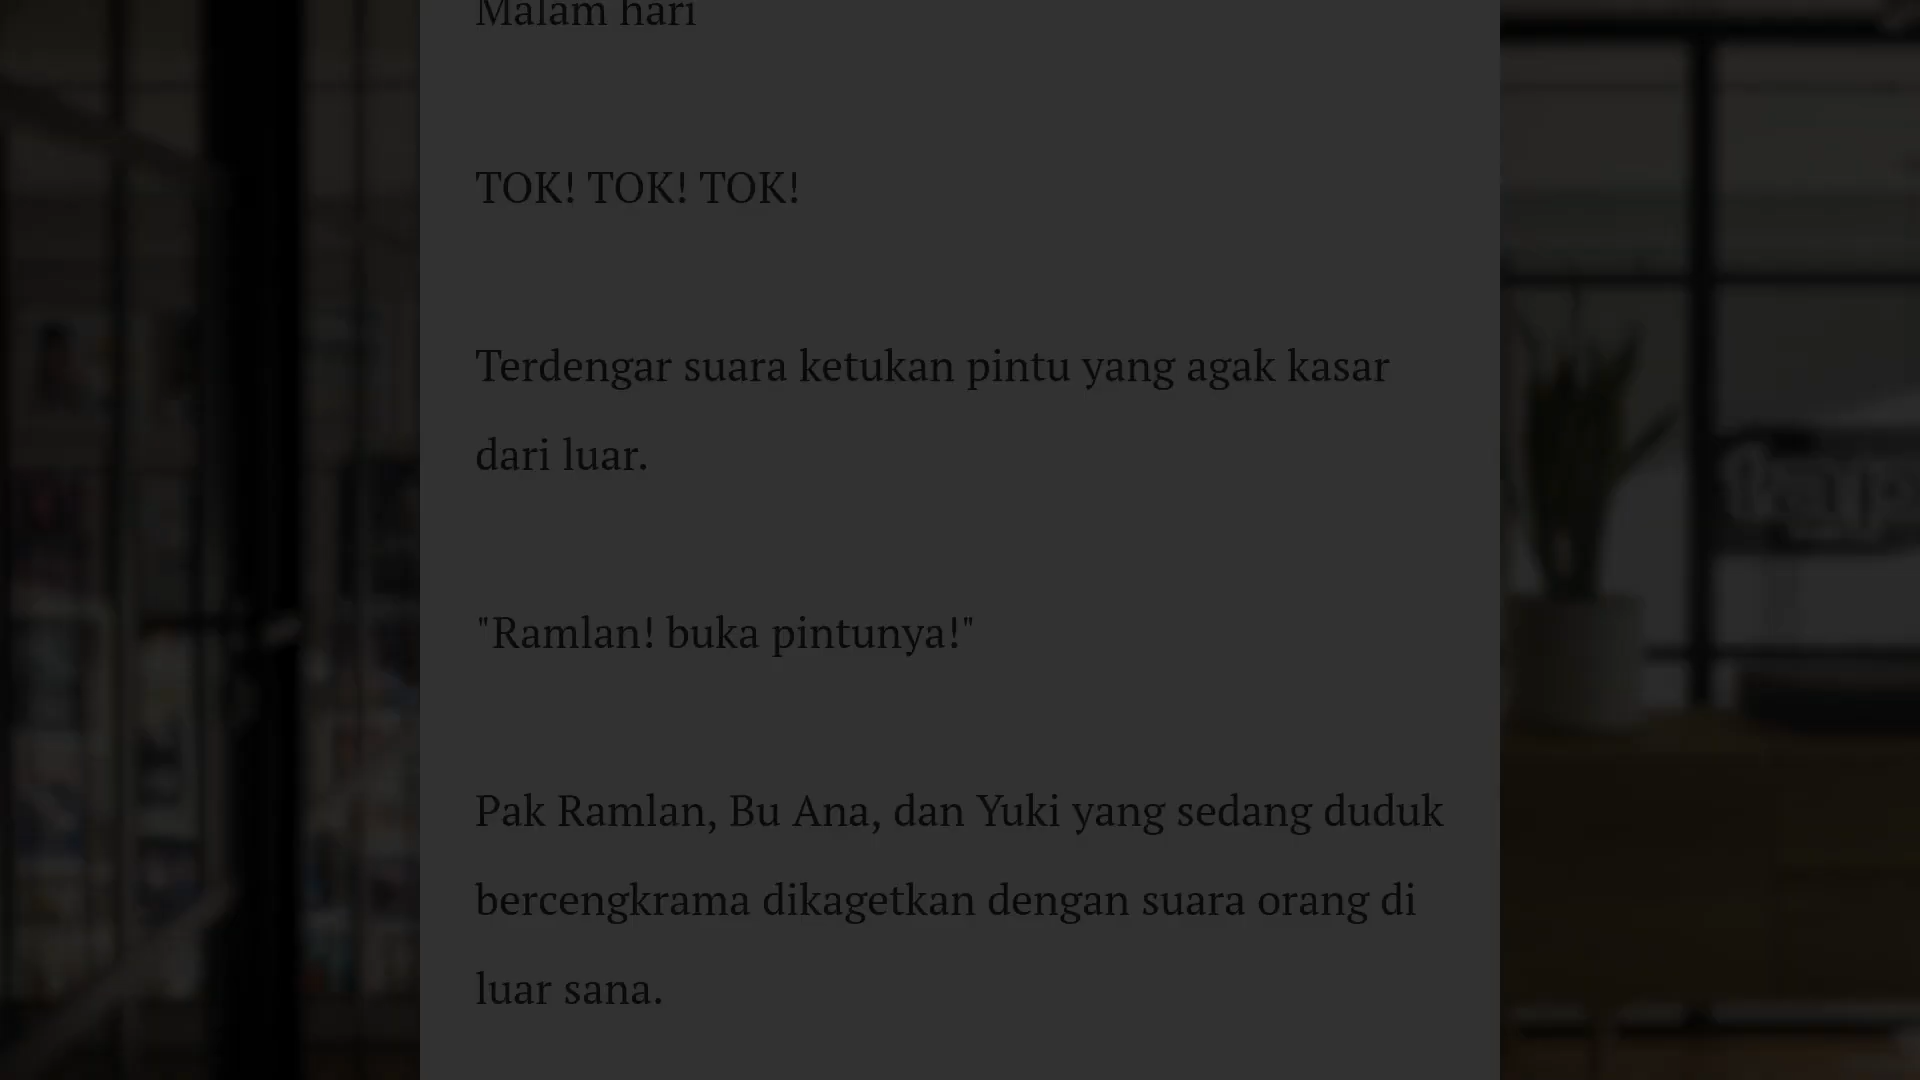 Malam hari
TOK! TOK! TOK!
Terdengar suara ketukan pintu yang agak kasar
dari luar.
"Ramlan! buka pintunya!"
Pak Ramlan, Bu Ana, dan Yuki yang sedang duduk
bercengkrama dikagetkan dengan suara orang di
luar sana.